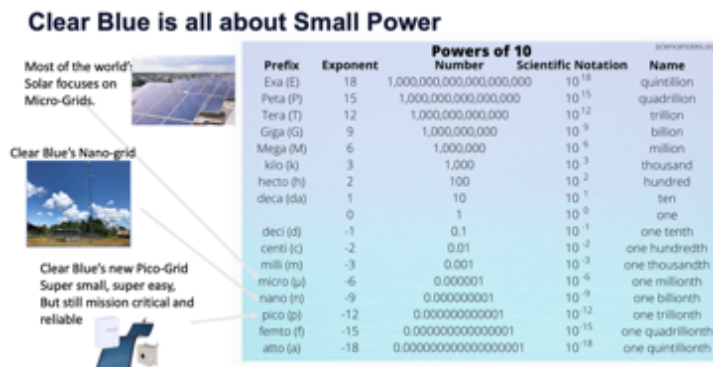 Clear Blue is all about Small Power
Most of the world's
Solar focuses on
Micro-Grids.
Clear Blue's Nano-grid
Clear Blue's new Pico-Grid
Super small, super easy,
But still mission critical and
reliable
Powers of 10
sciencenotes.org
Prefix Exponent Number Scientific Notation Name
Exa (E) 18 1,000,000,000,000,000,000 10^18 quintillion
Peta (P) 15 1,000,000,000,000,000 10^15 quadrillion
Tera (T) 12 1,000,000,000,000 10^12 trillion
Giga (G) 9 1,000,000,000 10^9 billion
Mega (M) 6 1,000,000 10^6 million
kilo (k) 3 1,000 10^3 thousand
hecto (h) 2 100 10^2 hundred
deca (da) 1 10 10^1 ten
0 1 10^0 one
deci (d) -1 0.1 10^-1 one tenth
centi (c) -2 0.01 10^-2 one hundredth
milli (m) -3 0.001 10^-3 one thousandth
micro (μ) -6 0.000001 10^-6 one millionth
nano (n) -9 0.000000001 10^-9 one billionth
pico (p) -12 0.000000000001 10^-12 one trillionth
femto (f) -15 0.000000000000001 10^-15 one quadrillionth
atto (a) -18 0.000000000000000001 10^-18 one quintillionth